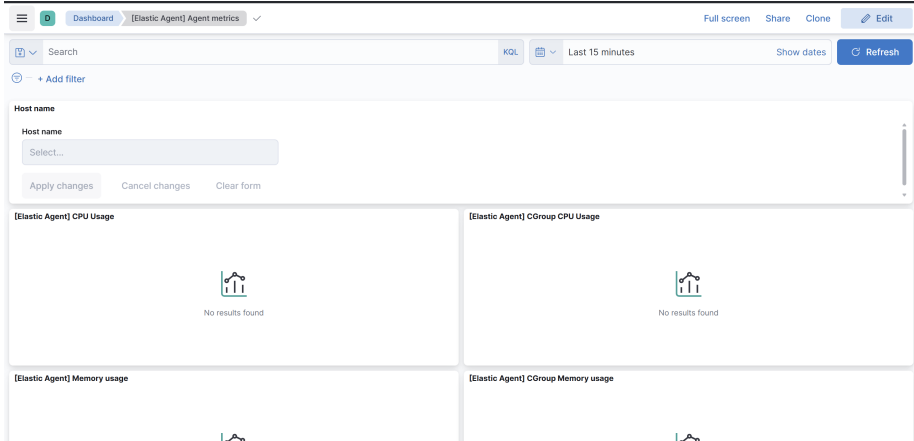 D Dashboard [Elastic Agent] Agent metrics Full screen Share Clone Edit
Search KQL Last 15 minutes Show dates Refresh
+ Add filter
Host name
Host name
Select...
Apply changes Cancel changes Clear form
[Elastic Agent] CPU Usage
No results found
[Elastic Agent] CGroup CPU Usage
No results found
[Elastic Agent] Memory usage
[Elastic Agent] CGroup Memory usage